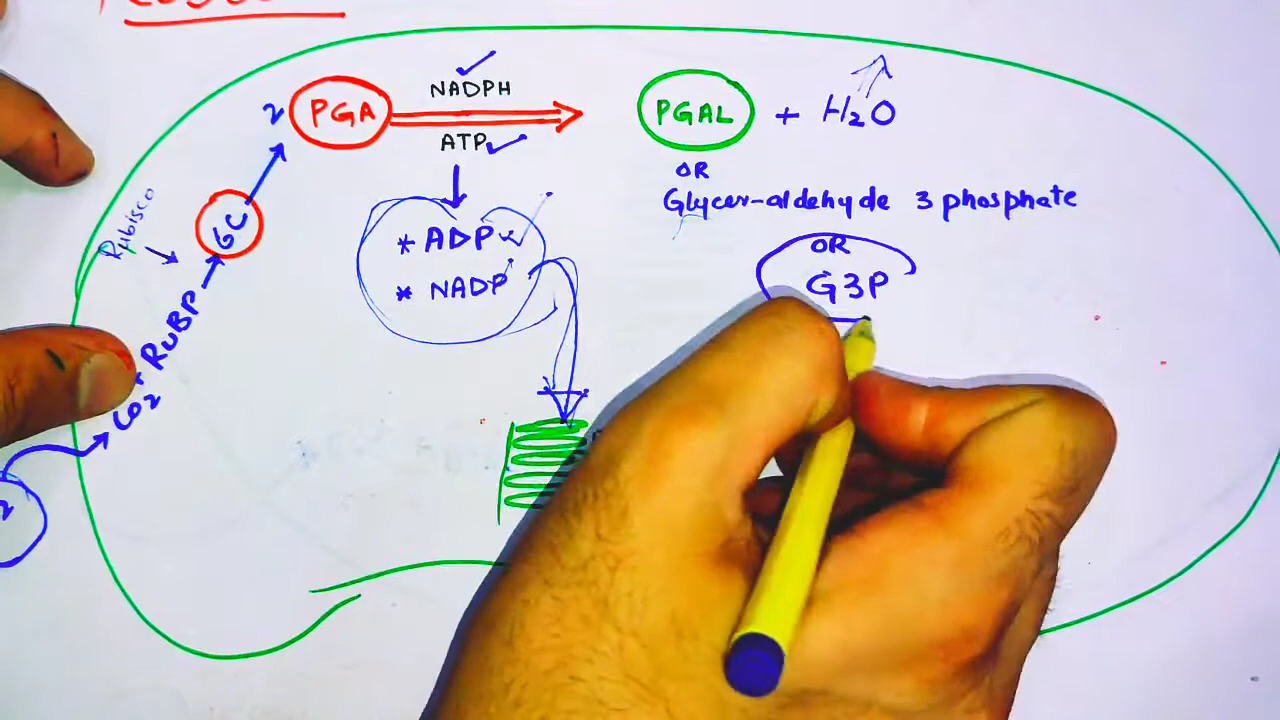 2 PGA NADPH PGAL + H₂O
ATP
OR
Glycer-aldehyde 3 phosphate
Rubisco
GC
* ADP
OR
* NADP
G3P
RuBP
CO₂
2